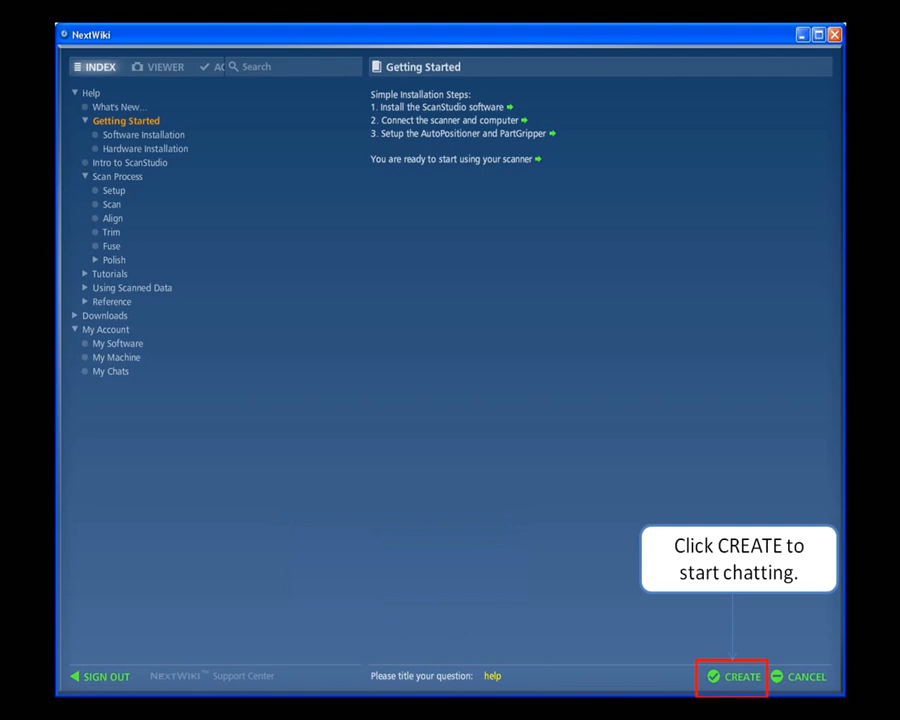 NextWiki
INDEX
VIEWER
AC
Search
Getting Started
Help
What's New...
Getting Started
Software Installation
Hardware Installation
Intro to ScanStudio
Scan Process
Setup
Scan
Align
Trim
Fuse
Polish
Tutorials
Using Scanned Data
Reference
Downloads
My Account
My Software
My Machine
My Chats
Simple Installation Steps:
1. Install the ScanStudio software
2. Connect the scanner and computer
3. Setup the AutoPositioner and PartGripper
You are ready to start using your scanner
Click CREATE to
start chatting.
SIGN OUT
NEXTWIKI™ Support Center
Please title your question: help
CREATE
CANCEL